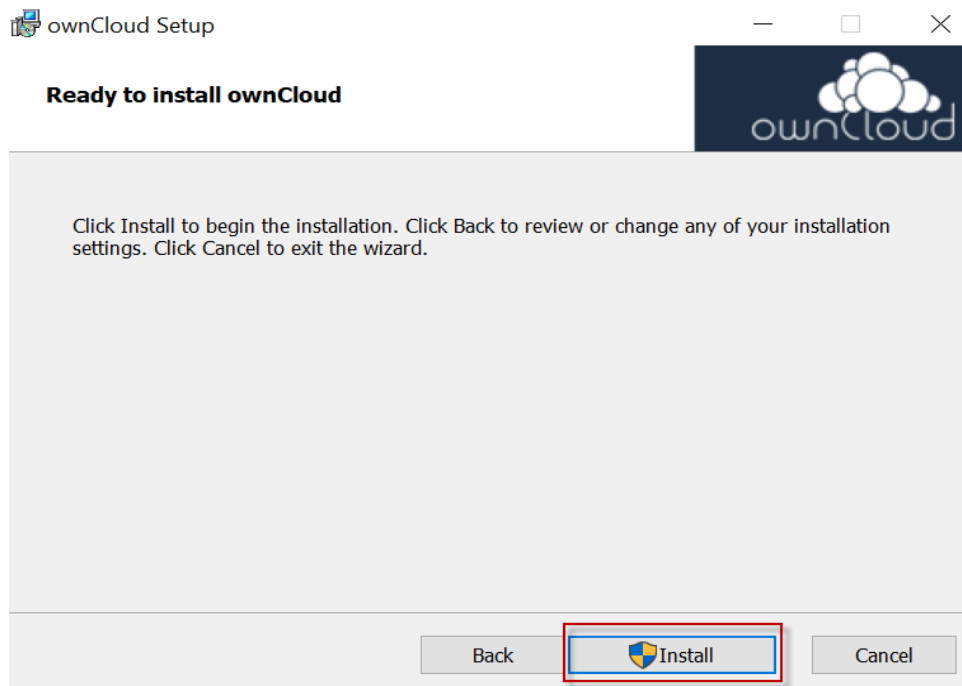 ownCloud Setup
Ready to install ownCloud
ownCloud
Click Install to begin the installation. Click Back to review or change any of your installation
settings. Click Cancel to exit the wizard.
Back
Install
Cancel